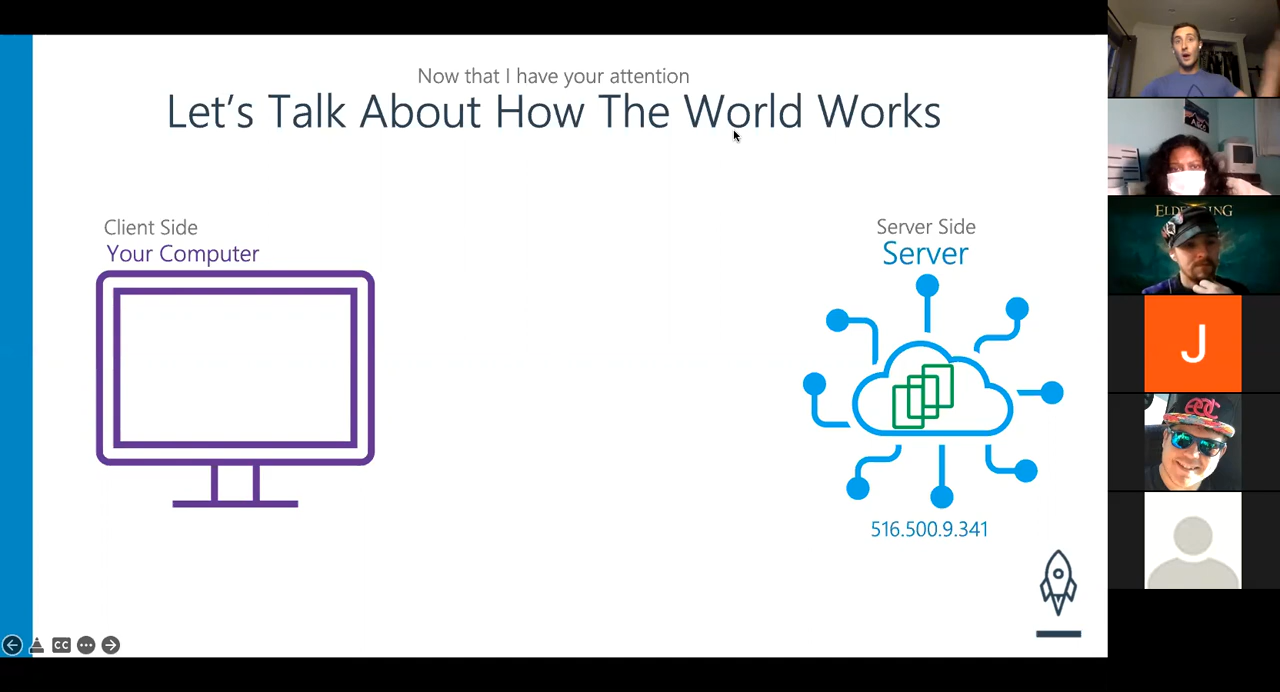 Now that I have your attention
Let's Talk About How The World Works
Client Side
Your Computer
Server Side
Server
516.500.9.341
CC
ELDEN RING
J